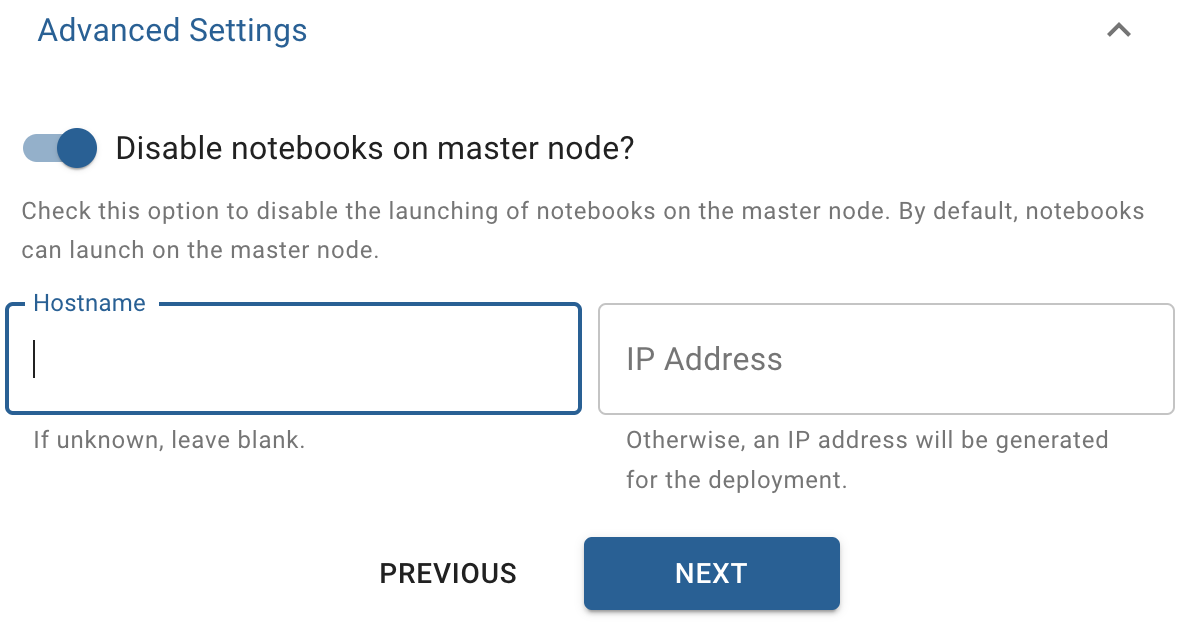 Advanced Settings
Disable notebooks on master node?
Check this option to disable the launching of notebooks on the master node. By default, notebooks
can launch on the master node.
Hostname
IP Address
If unknown, leave blank.
Otherwise, an IP address will be generated
for the deployment.
PREVIOUS
NEXT